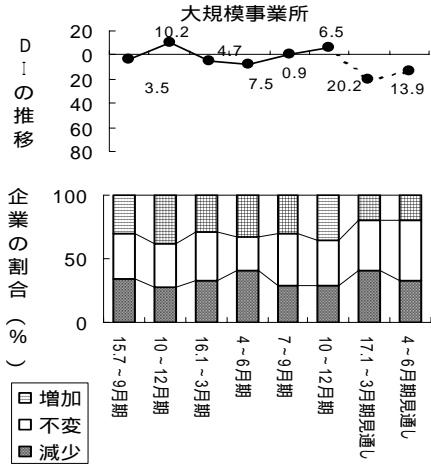 大規模事業所
DIの推移
20
0
20
40
60
80
3.5
10.2
4.7
7.5
0.9
6.5
20.2
13.9
企業の割合(%)
100
50
0
15.7~9月期
10~12月期
16.1~3月期
4~6月期
7~9月期
10~12期
17.1~3月期見通し
4~6月期見通し
増加
不変
減少